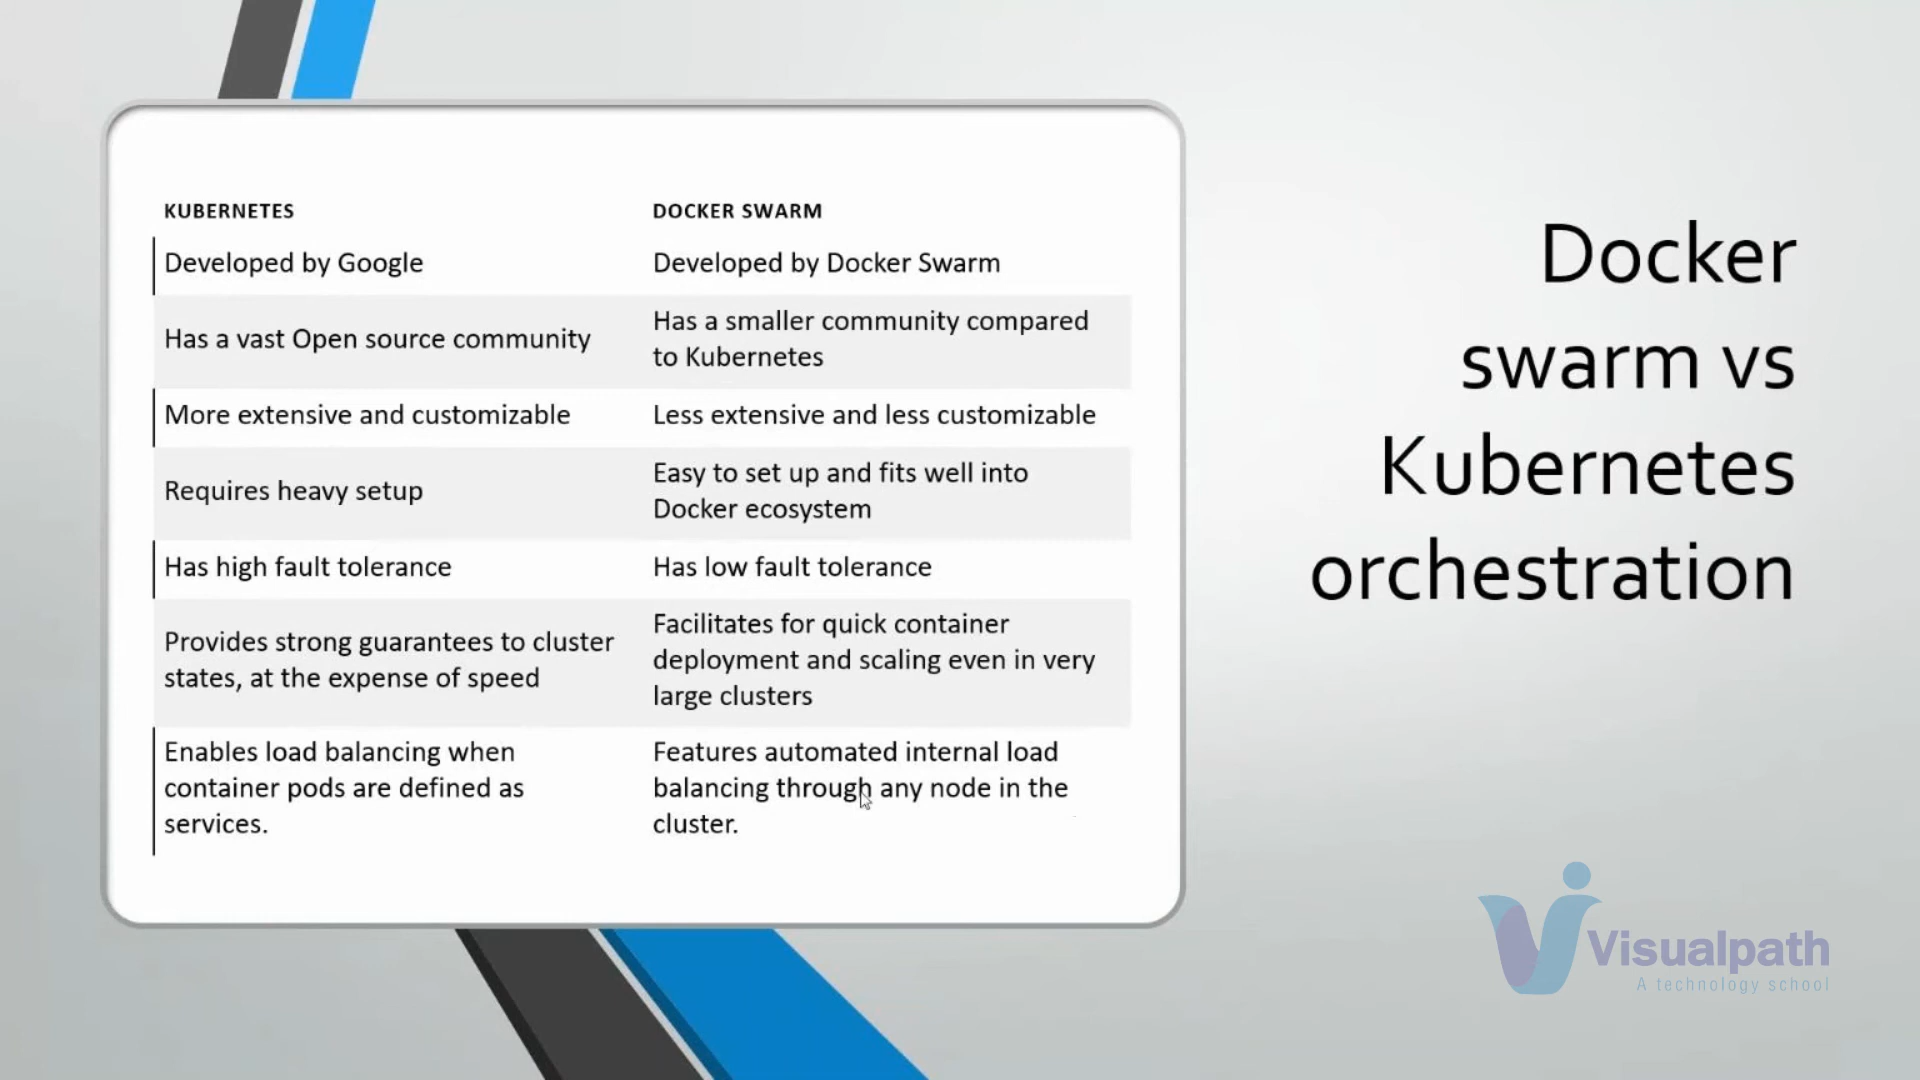 KUBERNETES
DOCKER SWARM
Developed by Google
Developed by Docker Swarm
Has a vast Open source community
Has a smaller community compared
to Kubernetes
More extensive and customizable
Less extensive and less customizable
Requires heavy setup
Easy to set up and fits well into
Docker ecosystem
Has high fault tolerance
Has low fault tolerance
Provides strong guarantees to cluster
states, at the expense of speed
Facilitates for quick container
deployment and scaling even in very
large clusters
Enables load balancing when
container pods are defined as
services.
Features automated internal load
balancing through any node in the
cluster.
Docker
swarm vs
Kubernetes
orchestration
Visualpath
A technology school